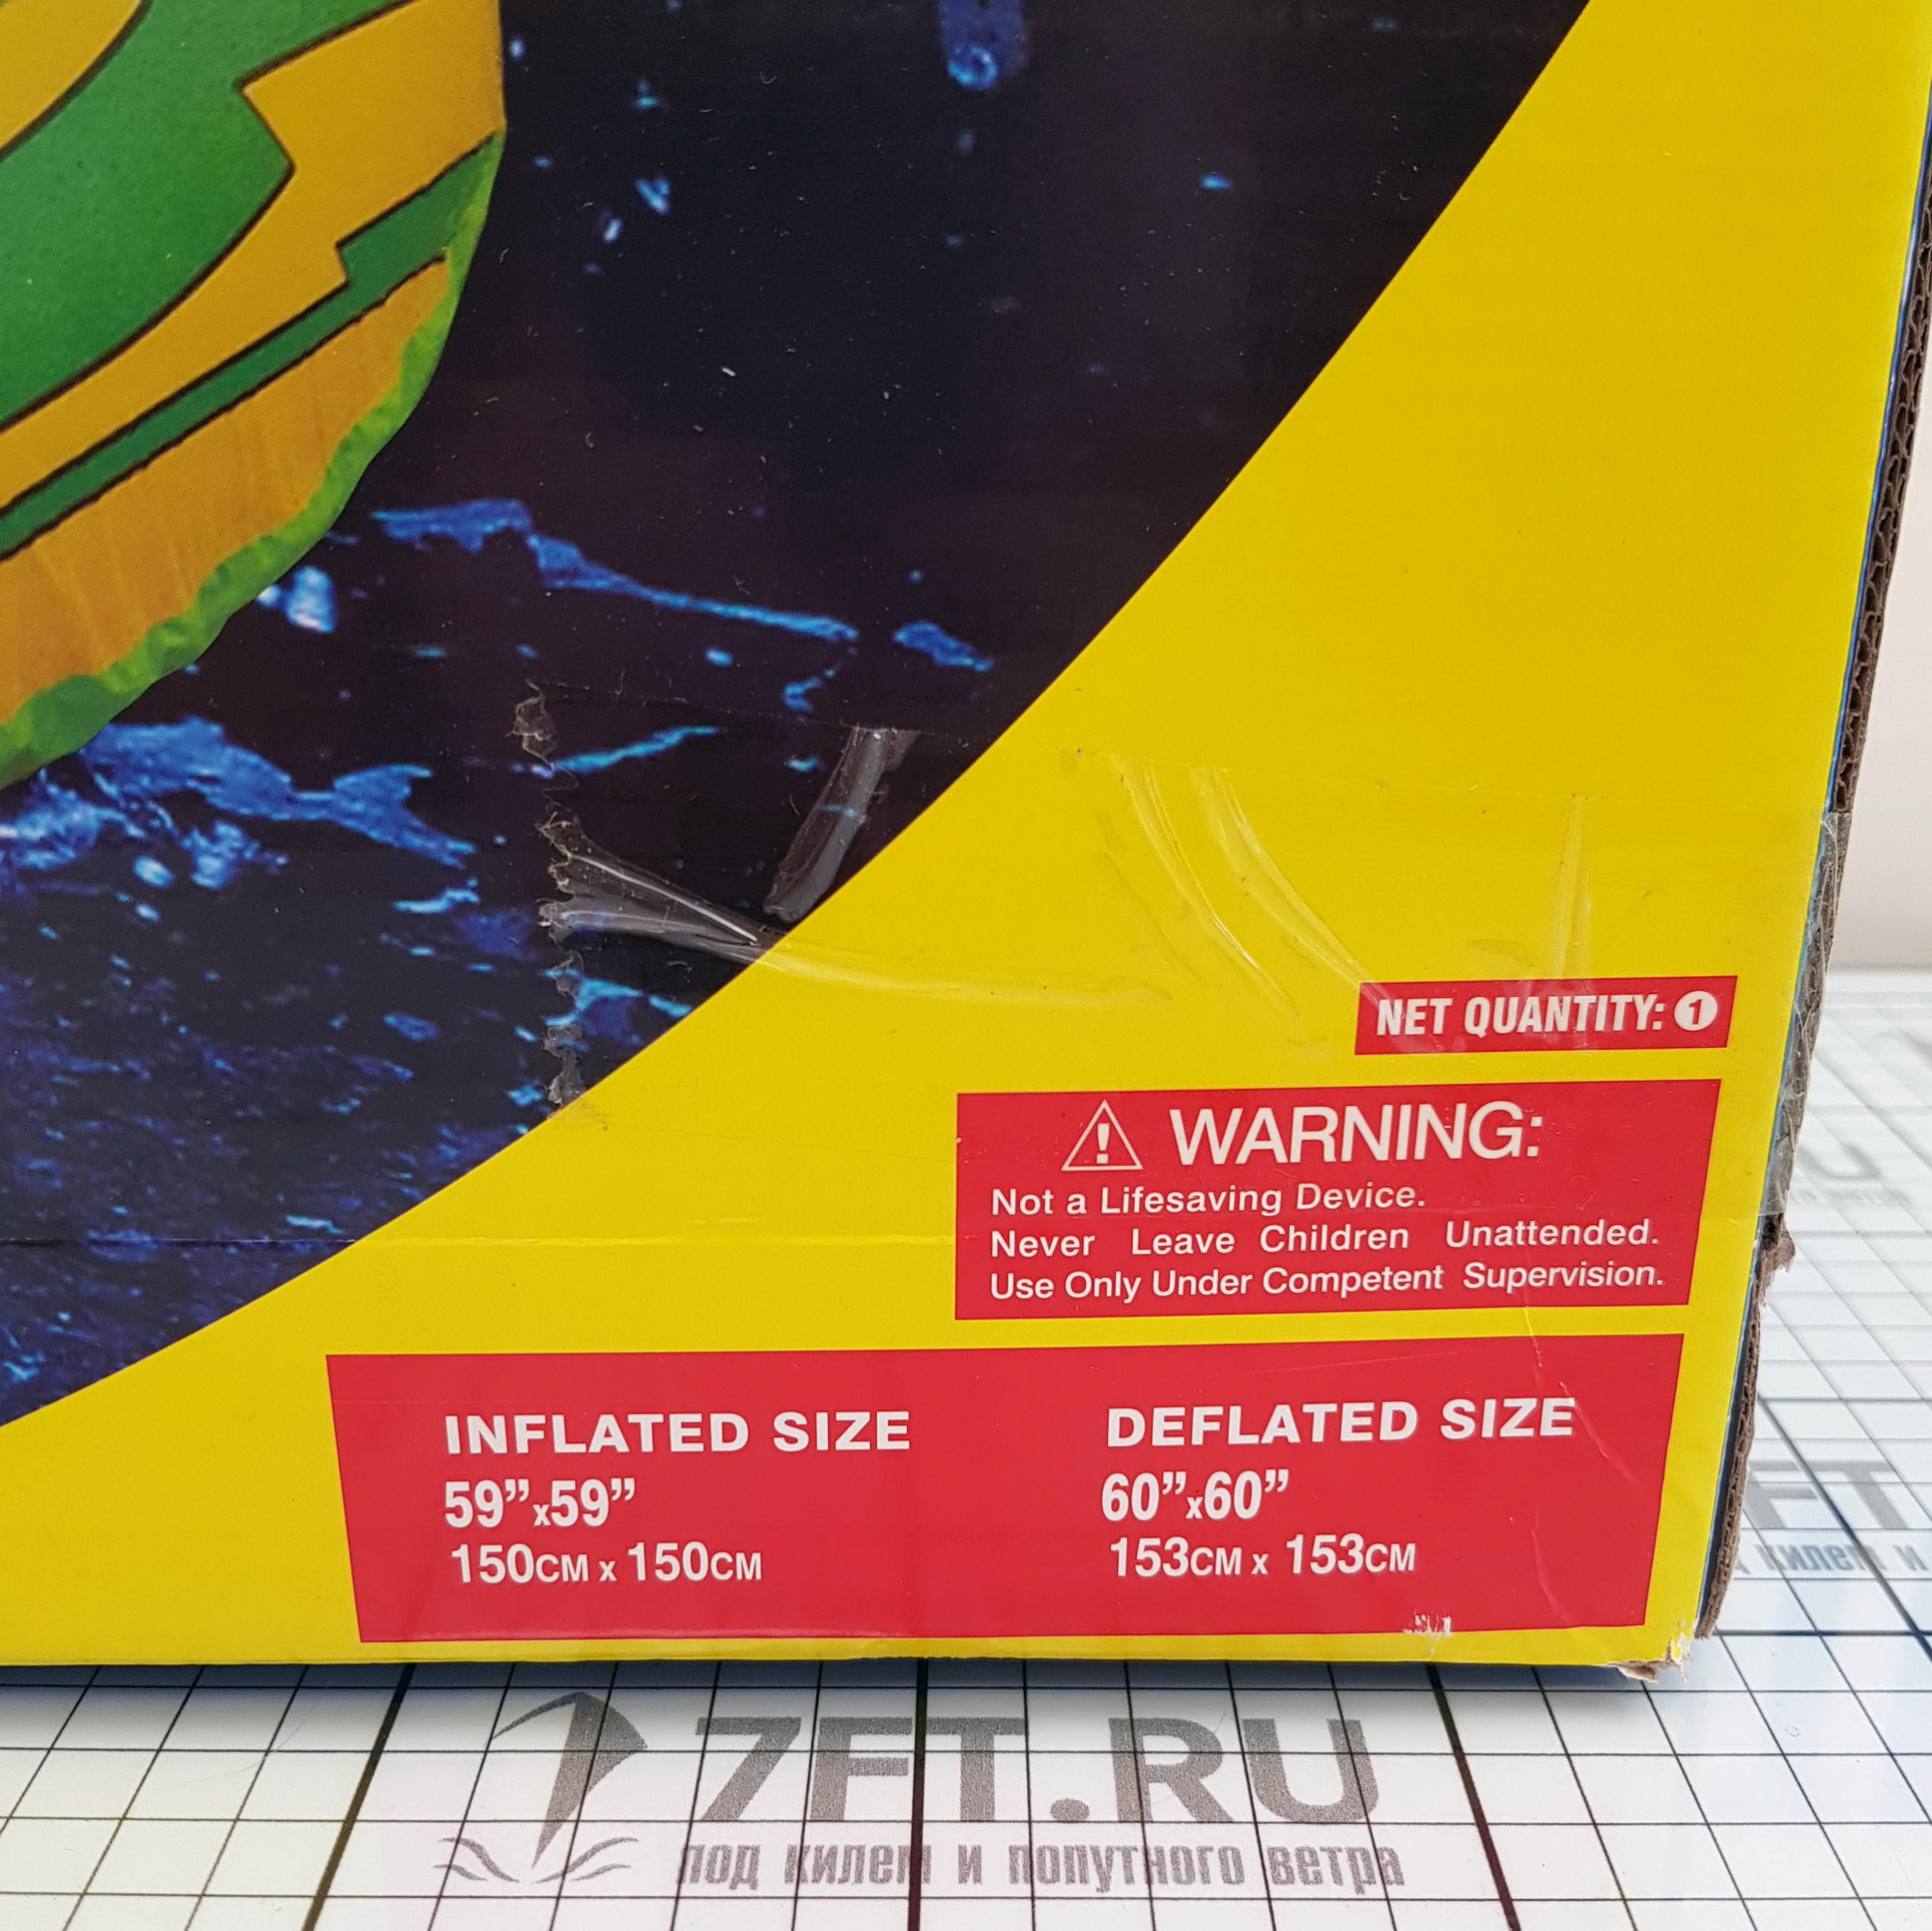 NET QUANTITY: 1
WARNING:
Not a Lifesaving Device.
Never Leave Children Unattended.
Use Only Under Competent Supervision.
INFLATED SIZE
59”x59”
150CM x 150CM
DEFLATED SIZE
60”x60”
153CM x 153CM
7FT.RU
под килем и попутного ветра